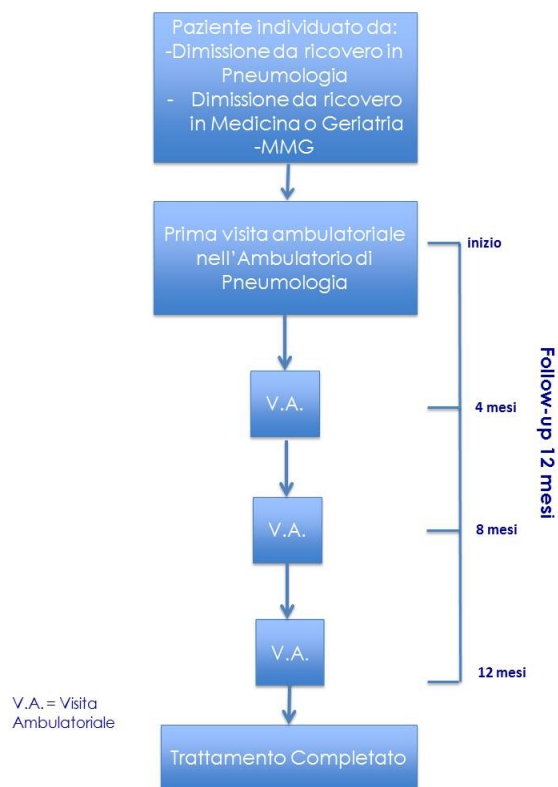 Paziente individuato da:
-Dimissione da ricovero in
Pneumologia
- Dimissione da ricovero
in Medicina o Geriatria
-MMG
Prima visita ambulatoriale
nell'Ambulatorio di
Pneumologia
inizio
V.A.
4 mesi
V.A.
8 mesi
V.A.
12 mesi
Follow-up 12 mesi
V.A. = Visita
Ambulatoriale
Trattamento Completato